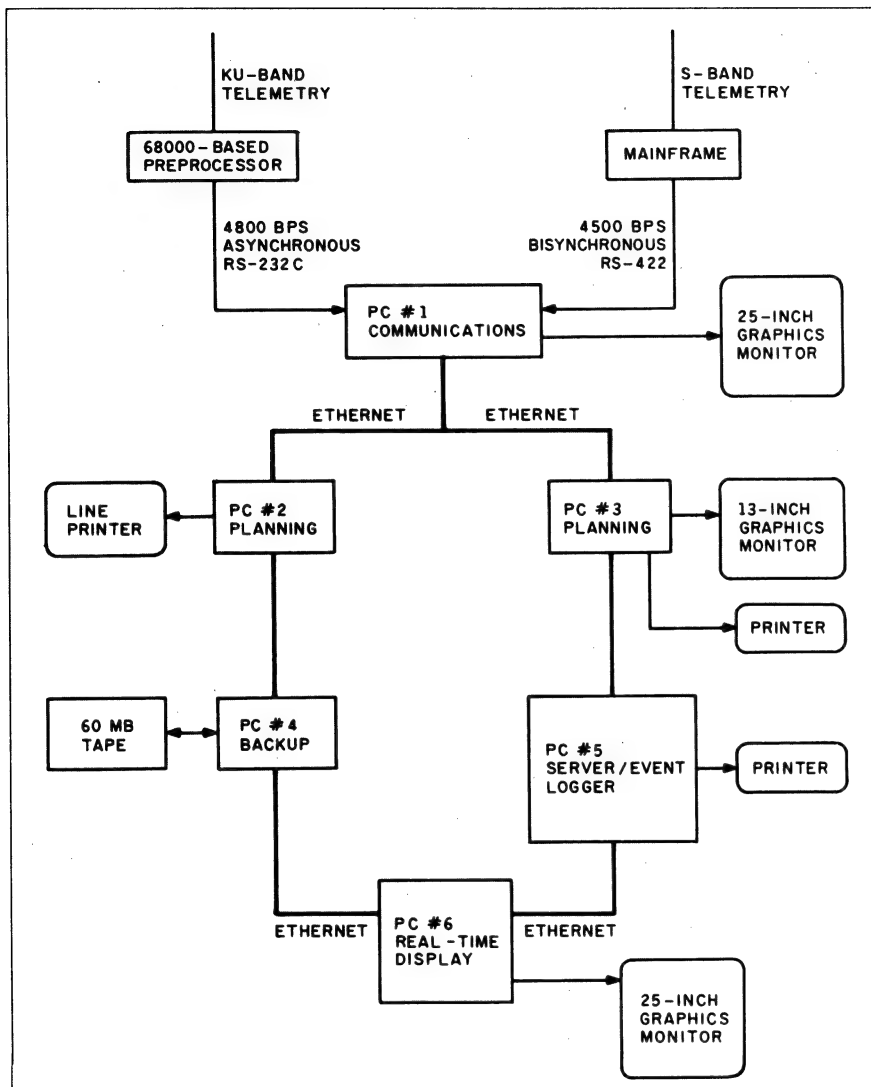 KU-BAND
TELEMETRY
S-BAND
TELEMETRY
68000-BASED
PREPROCESSOR
MAINFRAME
4800 BPS
ASYNCHRONOUS
RS-232C
4500 BPS
BISYNCHRONOUS
RS-422
PC #1
COMMUNICATIONS
25-INCH
GRAPHICS
MONITOR
ETHERNET
ETHERNET
LINE
PRINTER
PC #2
PLANNING
PC #3
PLANNING
13-INCH
GRAPHICS
MONITOR
PRINTER
60 MB
TAPE
PC #4
BACKUP
PC #5
SERVER/EVENT
LOGGER
PRINTER
ETHERNET
PC #6
REAL-TIME
DISPLAY
ETHERNET
25-INCH
GRAPHICS
MONITOR